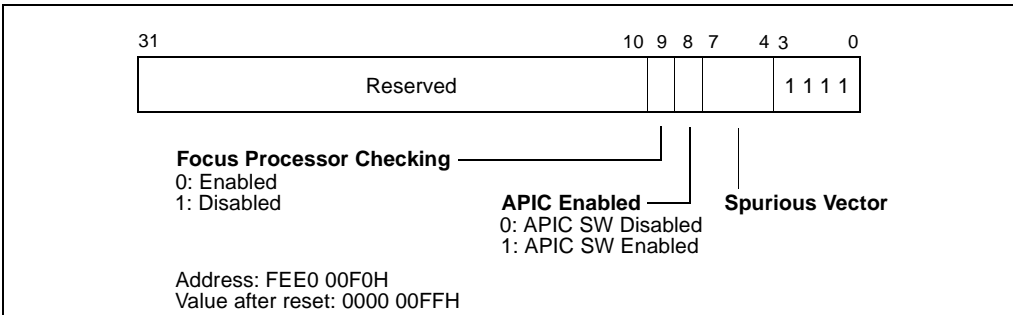 31 10 9 8 7 4 3 0
Reserved 1 1 1 1
Focus Processor Checking
0: Enabled
1: Disabled
APIC Enabled
0: APIC SW Disabled
1: APIC SW Enabled
Spurious Vector
Address: FEE0 00F0H
Value after reset: 0000 00FFH